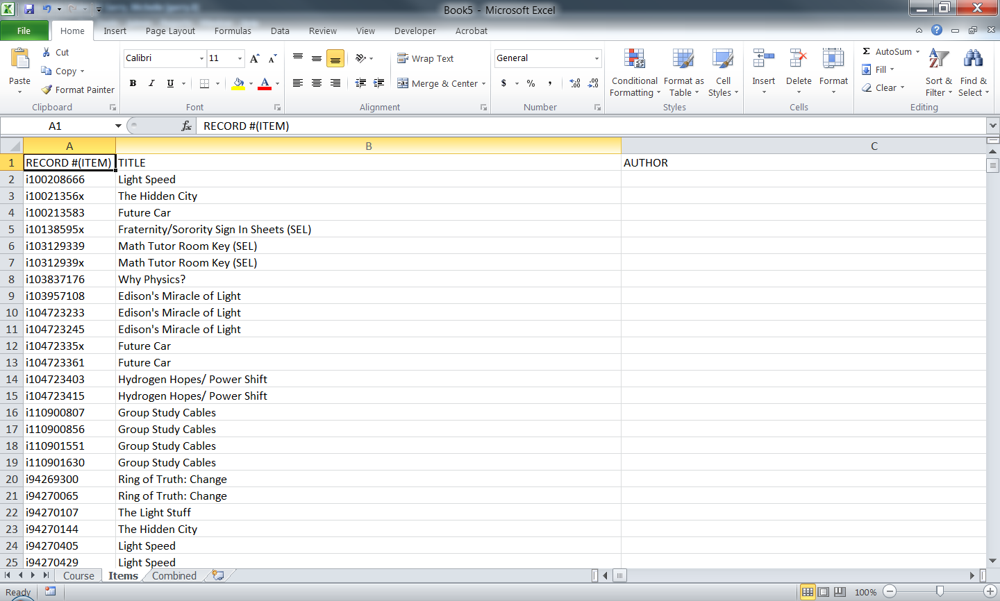 Book5 - Microsoft Excel
File Home Insert Page Layout Formulas Data Review View Developer Acrobat
Paste
Cut
Copy
Format Painter
Clipboard
Calibri 11
B I U
Font
Wrap Text
Merge & Center
Alignment
General
$ % ,
Number
Conditional Formatting
Format as Table
Cell Styles
Styles
Insert Delete Format
Cells
AutoSum
Fill
Clear
Sort & Filter
Find & Select
Editing
A1 fx RECORD #(ITEM)
A B C
1 RECORD #(ITEM) TITLE AUTHOR
2 i100208666 Light Speed
3 i10021356x The Hidden City
4 i100213583 Future Car
5 i10138595x Fraternity/Sorority Sign In Sheets (SEL)
6 i103129339 Math Tutor Room Key (SEL)
7 i10312939x Math Tutor Room Key (SEL)
8 i103837176 Why Physics?
9 i103957108 Edison's Miracle of Light
10 i104723233 Edison's Miracle of Light
11 i104723245 Edison's Miracle of Light
12 i10472335x Future Car
13 i104723361 Future Car
14 i104723403 Hydrogen Hopes/ Power Shift
15 i104723415 Hydrogen Hopes/ Power Shift
16 i110900807 Group Study Cables
17 i110900856 Group Study Cables
18 i110901551 Group Study Cables
19 i110901630 Group Study Cables
20 i94269300 Ring of Truth: Change
21 i94270065 Ring of Truth: Change
22 i94270107 The Light Stuff
23 i94270144 The Hidden City
24 i94270405 Light Speed
25 i94270429 Light Speed
Course Items Combined
Ready 100%